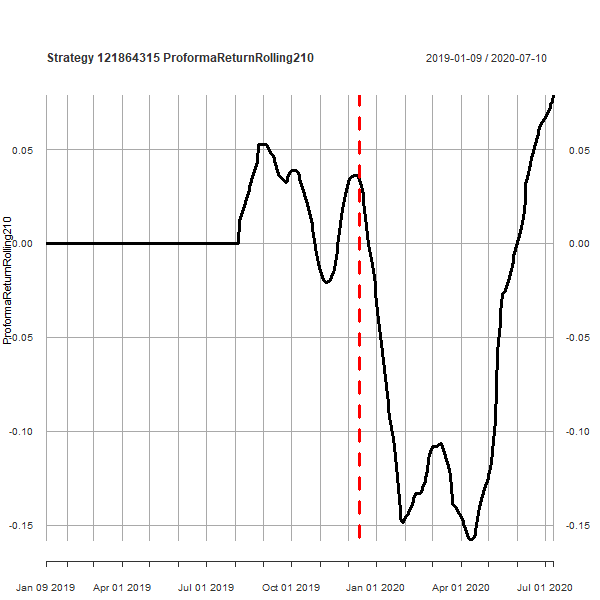 Strategy 121864315 ProformaReturnRolling210
2019-01-09 / 2020-07-10
ProformaReturnRolling210
0.05
0.00
-0.05
-0.10
-0.15
0.05
0.00
-0.05
-0.10
-0.15
Jan 09 2019
Apr 01 2019
Jul 01 2019
Oct 01 2019
Jan 01 2020
Apr 01 2020
Jul 01 2020